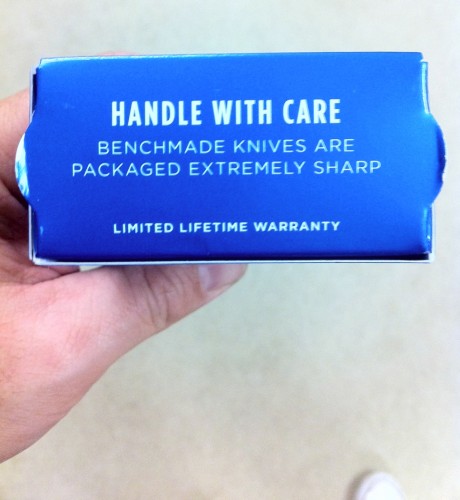 HANDLE WITH CARE
BENCHMADE KNIVES ARE
PACKAGED EXTREMELY SHARP
LIMITED LIFETIME WARRANTY